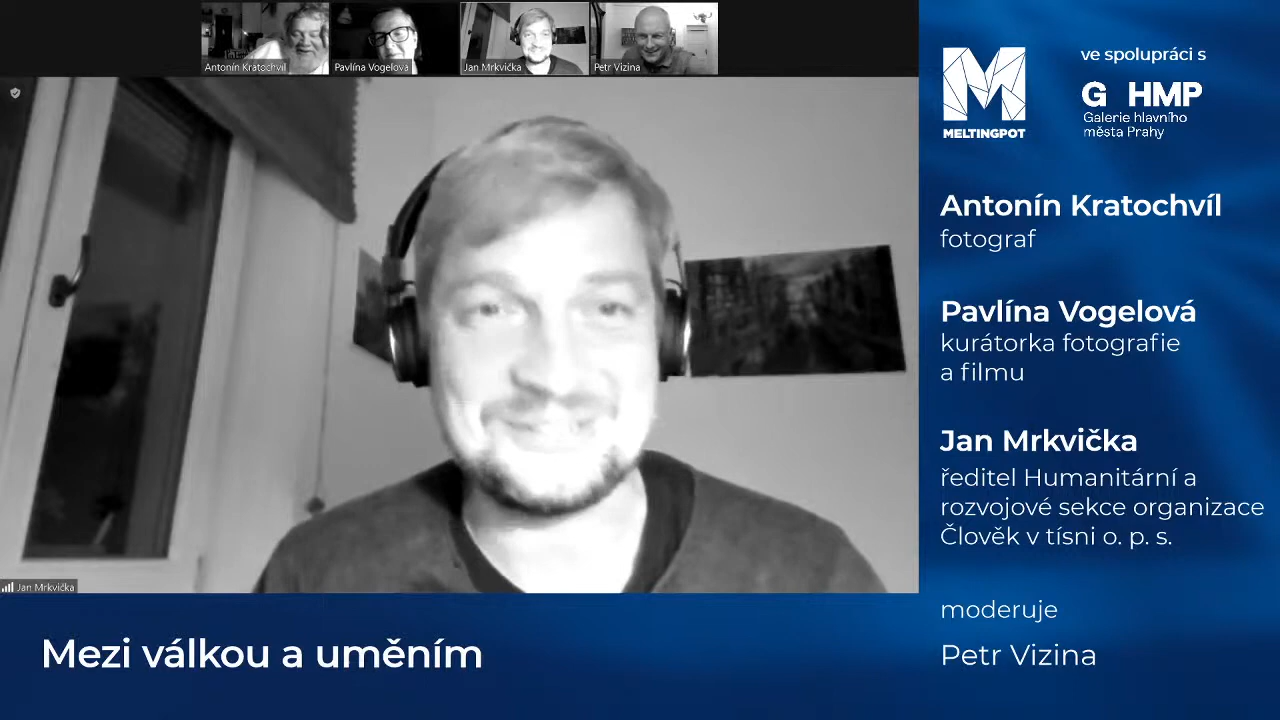 Antonín Kratochvíl
Pavlína Vogelová
Jan Mrkvička
Petr Vizina
Jan Mrkvička
Mezi válkou a uměním
MELTINGPOT
ve spolupráci s
G HMP
Galerie hlavního
města Prahy
Antonín Kratochvíl
fotograf
Pavlína Vogelová
kurátorka fotografie
a filmu
Jan Mrkvička
ředitel Humanitární a
rozvojové sekce organizace
Člověk v tísni o. p. s.
moderuje
Petr Vizina